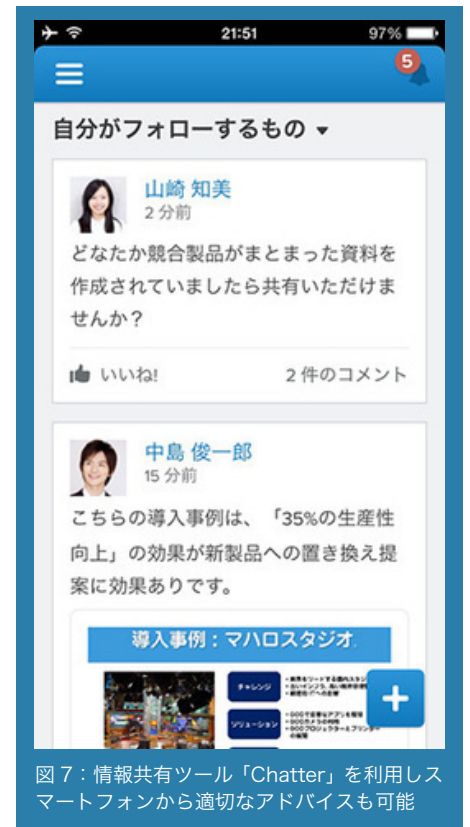 21:51
97%
5
自分がフォローするもの ▼
山崎 知美
2 分前
どなたか競合製品がまとまった資料を
作成されていましたら共有いただけま
せんか？
いいね!
2 件のコメント
中島 俊一郎
15 分前
こちらの導入事例は、「35%の生産性
向上」の効果が新製品への置き換え提
案に効果ありです。
導入事例：マハロスタジオ
チャレンジ
ソリューション
図 7：情報共有ツール「Chatter」を利用しス
マートフォンから適切なアドバイスも可能